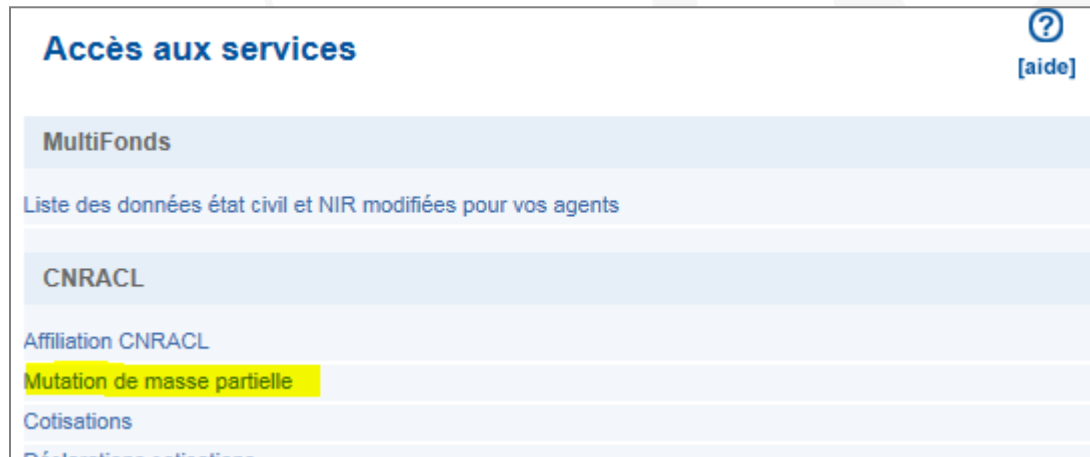 Accès aux services
[aide]
MultiFonds
Liste des données état civil et NIR modifiées pour vos agents
CNRACL
Affiliation CNRACL
Mutation de masse partielle
Cotisations